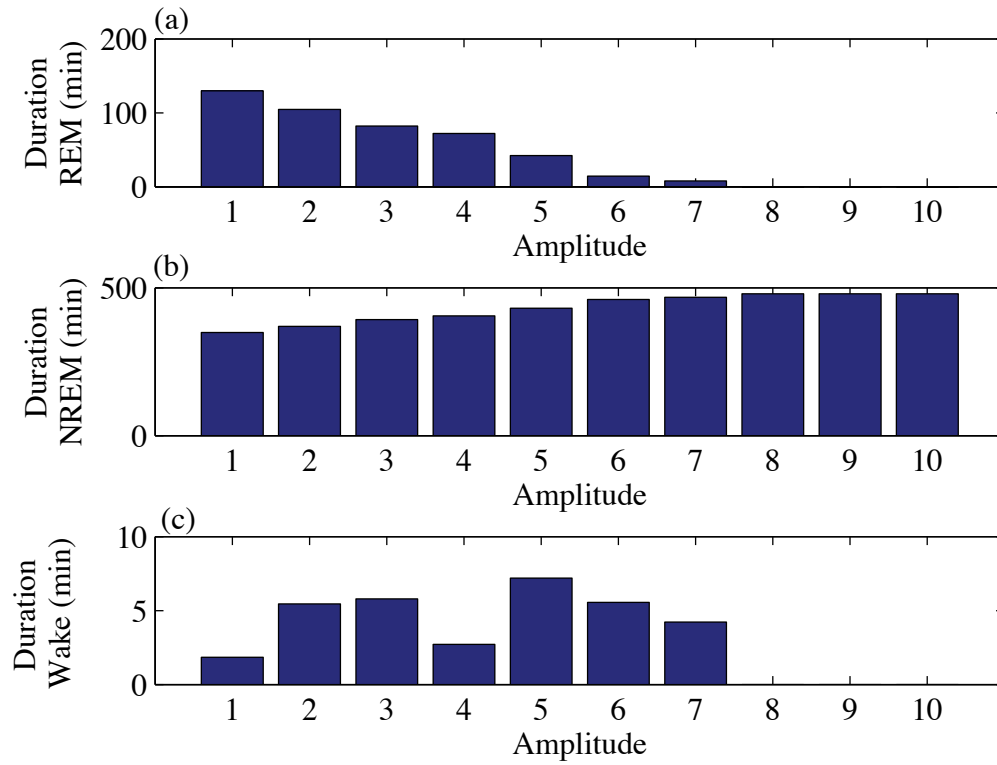 (a)
Duration
REM (min)
200
100
0
1 2 3 4 5 6 7 8 9 10
Amplitude
(b)
Duration
NREM (min)
500
0
1 2 3 4 5 6 7 8 9 10
Amplitude
(c)
Duration
Wake (min)
10
5
0
1 2 3 4 5 6 7 8 9 10
Amplitude